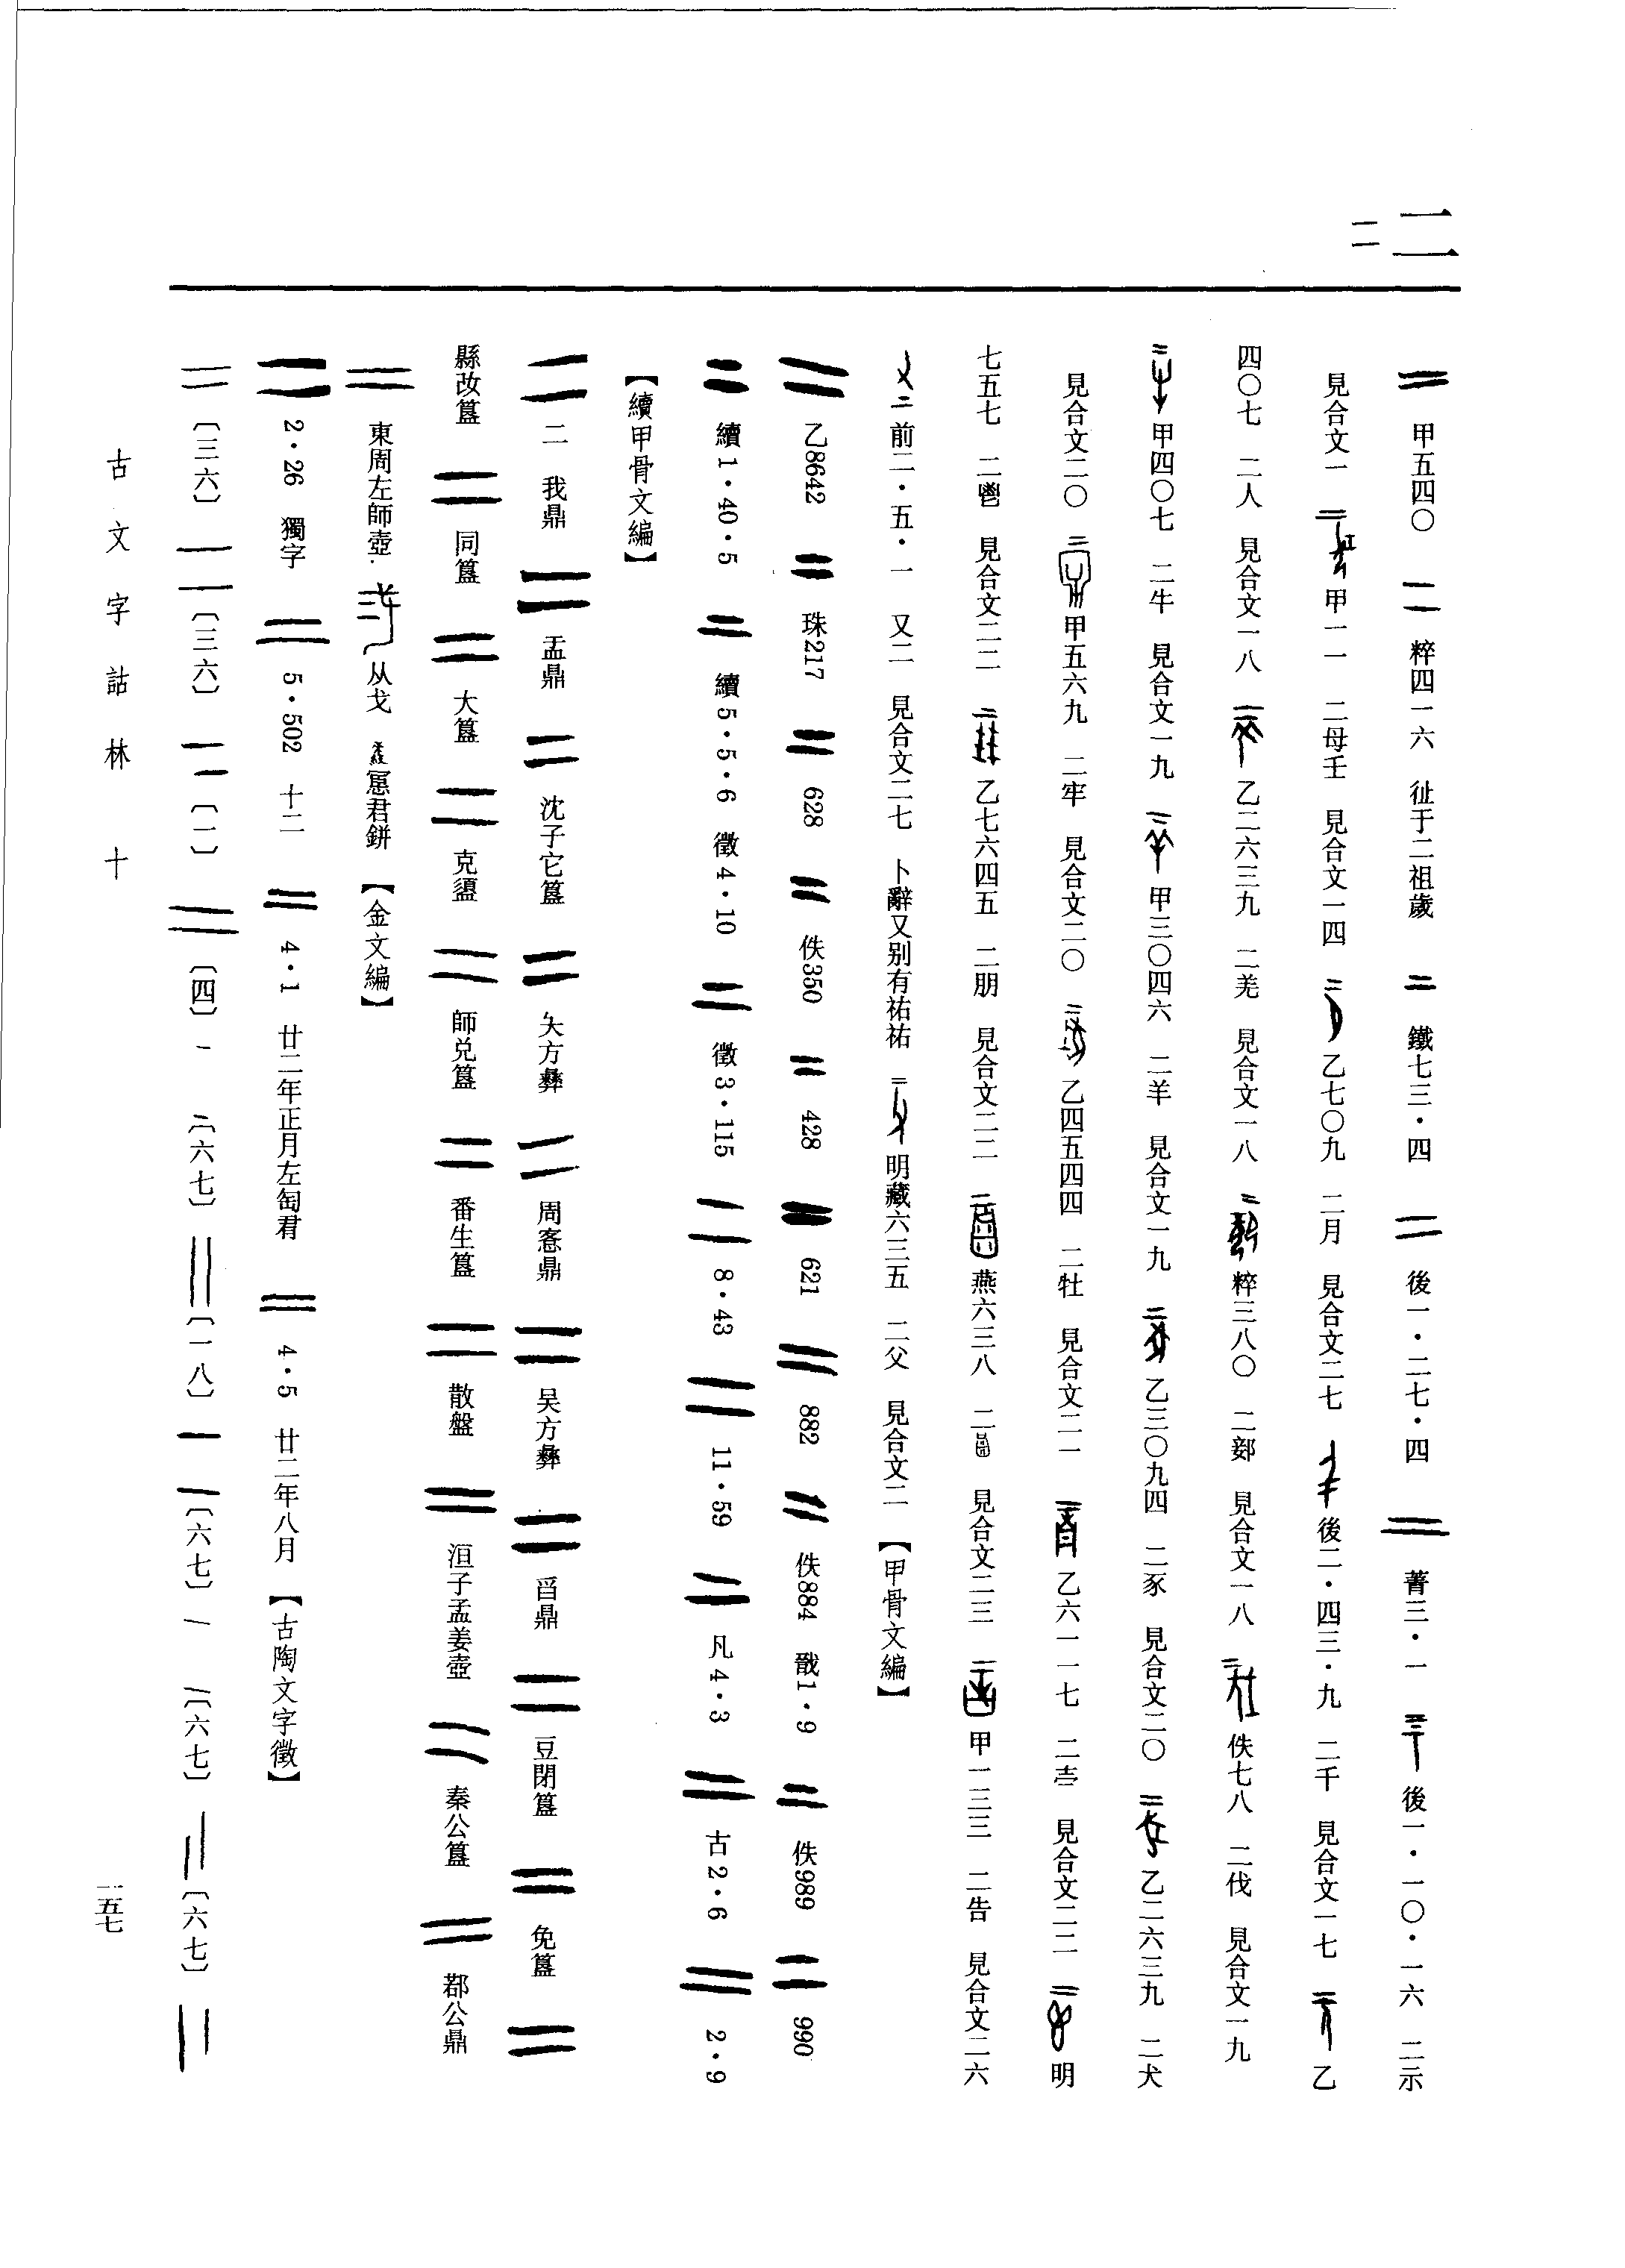 二 二
甲五四〇 粹四一六 徙于二祖歲 鐵七三·四 後一·二七·四 菁三·一 後一·一〇·一六 二示
見合文一 甲一一 二母壬 見合文一四 乙七〇九 二月 見合文二七 後二·四三·九 二千 見合文一七 乙
四〇七 二人 見合文一八 乙二六三九 二羌 見合文一八 粹三八〇 二 見合文一八 佚七八 二伐 見合文一九
甲四〇七 二牛 見合文一九 甲三〇四六 二羊 見合文一九 乙三〇九四 二豕 見合文二〇 乙二六三九 二犬
見合文二〇 甲五六九 二牢 見合文二〇 乙四五四四 二牡 見合文二一 乙六一一七 二 見合文二二 明
七五七 二鬯 見合文二二 乙七六四五 二朋 見合文二二 燕六三八 二 見合文二三 甲一三三 二告 見合文二六
前二·五·一 又二 見合文二七 卜辭又别有祐祐 明藏六三五 二父 見合文二 【甲骨文編】
乙8642 珠217 628 佚350 428 621 882 佚884 戩1·9 佚989 990
續1·40·5 續5·5·6 徵4·10 徵3·115 8·43 11·59 凡4·3 古2·6 2·9
【續甲骨文編】
二 我鼎 盂鼎 沈子它簋 夨方彝 周愙鼎 吴方彝 舀鼎 豆閉簋 免簋
縣改簋 同簋 大簋 克盨 師兑簋 番生簋 散盤 洹子孟姜壺 秦公簋 鄀公鼎
東周左師壺 从戈 君鉼 【金文編】
2·26 獨字 5·502 十二 4·1 廿二年正月左匋君 4·5 廿二年八月 【古陶文字徵】
〔三六〕 〔三六〕 〔二〕 〔四〕 〔六七〕 〔一八〕 〔六七〕 〔六七〕 〔六七〕
古文字詁林 十
一五七